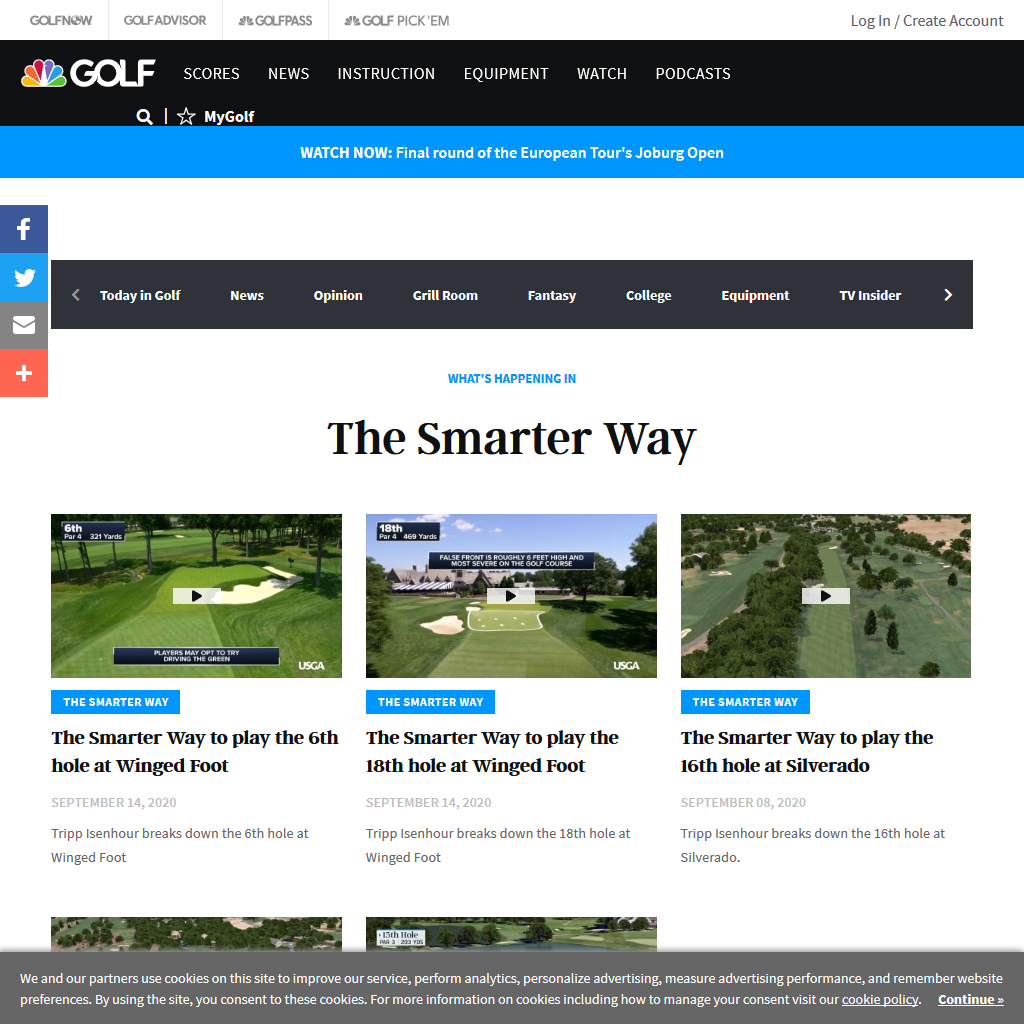 GOLFNOW GOLFADVISOR GOLFPASS GOLF PICK'EM Log In / Create Account
GOLF SCORES NEWS INSTRUCTION EQUIPMENT WATCH PODCASTS
MyGolf
WATCH NOW: Final round of the European Tour's Joburg Open
Today in Golf News Opinion Grill Room Fantasy College Equipment TV Insider
WHAT'S HAPPENING IN
The Smarter Way
6th
Par 4 321 Yards
PLAYERS MAY OPT TO TRY
DRIVING THE GREEN
USGA
18th
Par 4 469 Yards
FALSE FRONT IS ROUGHLY 6 FEET HIGH AND
MOST SEVERE ON THE GOLF COURSE
USGA
THE SMARTER WAY
The Smarter Way to play the 6th
hole at Winged Foot
SEPTEMBER 14, 2020
Tripp Isenhour breaks down the 6th hole at
Winged Foot
THE SMARTER WAY
The Smarter Way to play the
18th hole at Winged Foot
SEPTEMBER 14, 2020
Tripp Isenhour breaks down the 18th hole at
Winged Foot
THE SMARTER WAY
The Smarter Way to play the
16th hole at Silverado
SEPTEMBER 08, 2020
Tripp Isenhour breaks down the 16th hole at
Silverado.
15th Hole
PAR 3 203 YDS
We and our partners use cookies on this site to improve our service, perform analytics, personalize advertising, measure advertising performance, and remember website
preferences. By using the site, you consent to these cookies. For more information on cookies including how to manage your consent visit our cookie policy. Continue »